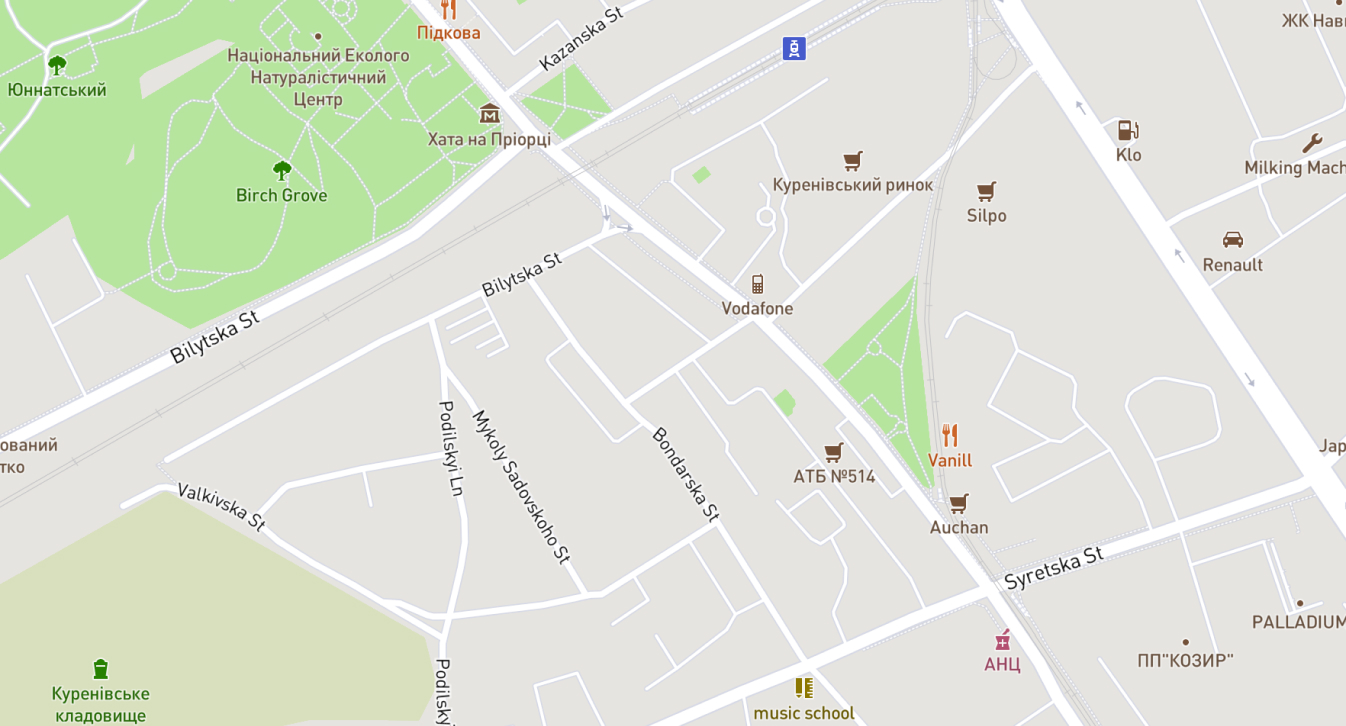 Підкова
Kazanska St
ЖК Нав
Національний Еколого
Натуралістичний
Центр
Юннатський
Хата на Пріорці
Klo
Milking Mach
Birch Grove
Куренівський ринок
Silpo
Renault
Bilytska St
Vodafone
Bilytska St
ований
тко
Podilskyi Ln
Mykoly Sadovskoho St
Bondarska St
Vanill
Jap
АТБ №514
Valkivska St
Auchan
Syretska St
PALLADIUM
АНЦ
ПП"КОЗИР"
Podilsky
Куренівське
кладовище
music school